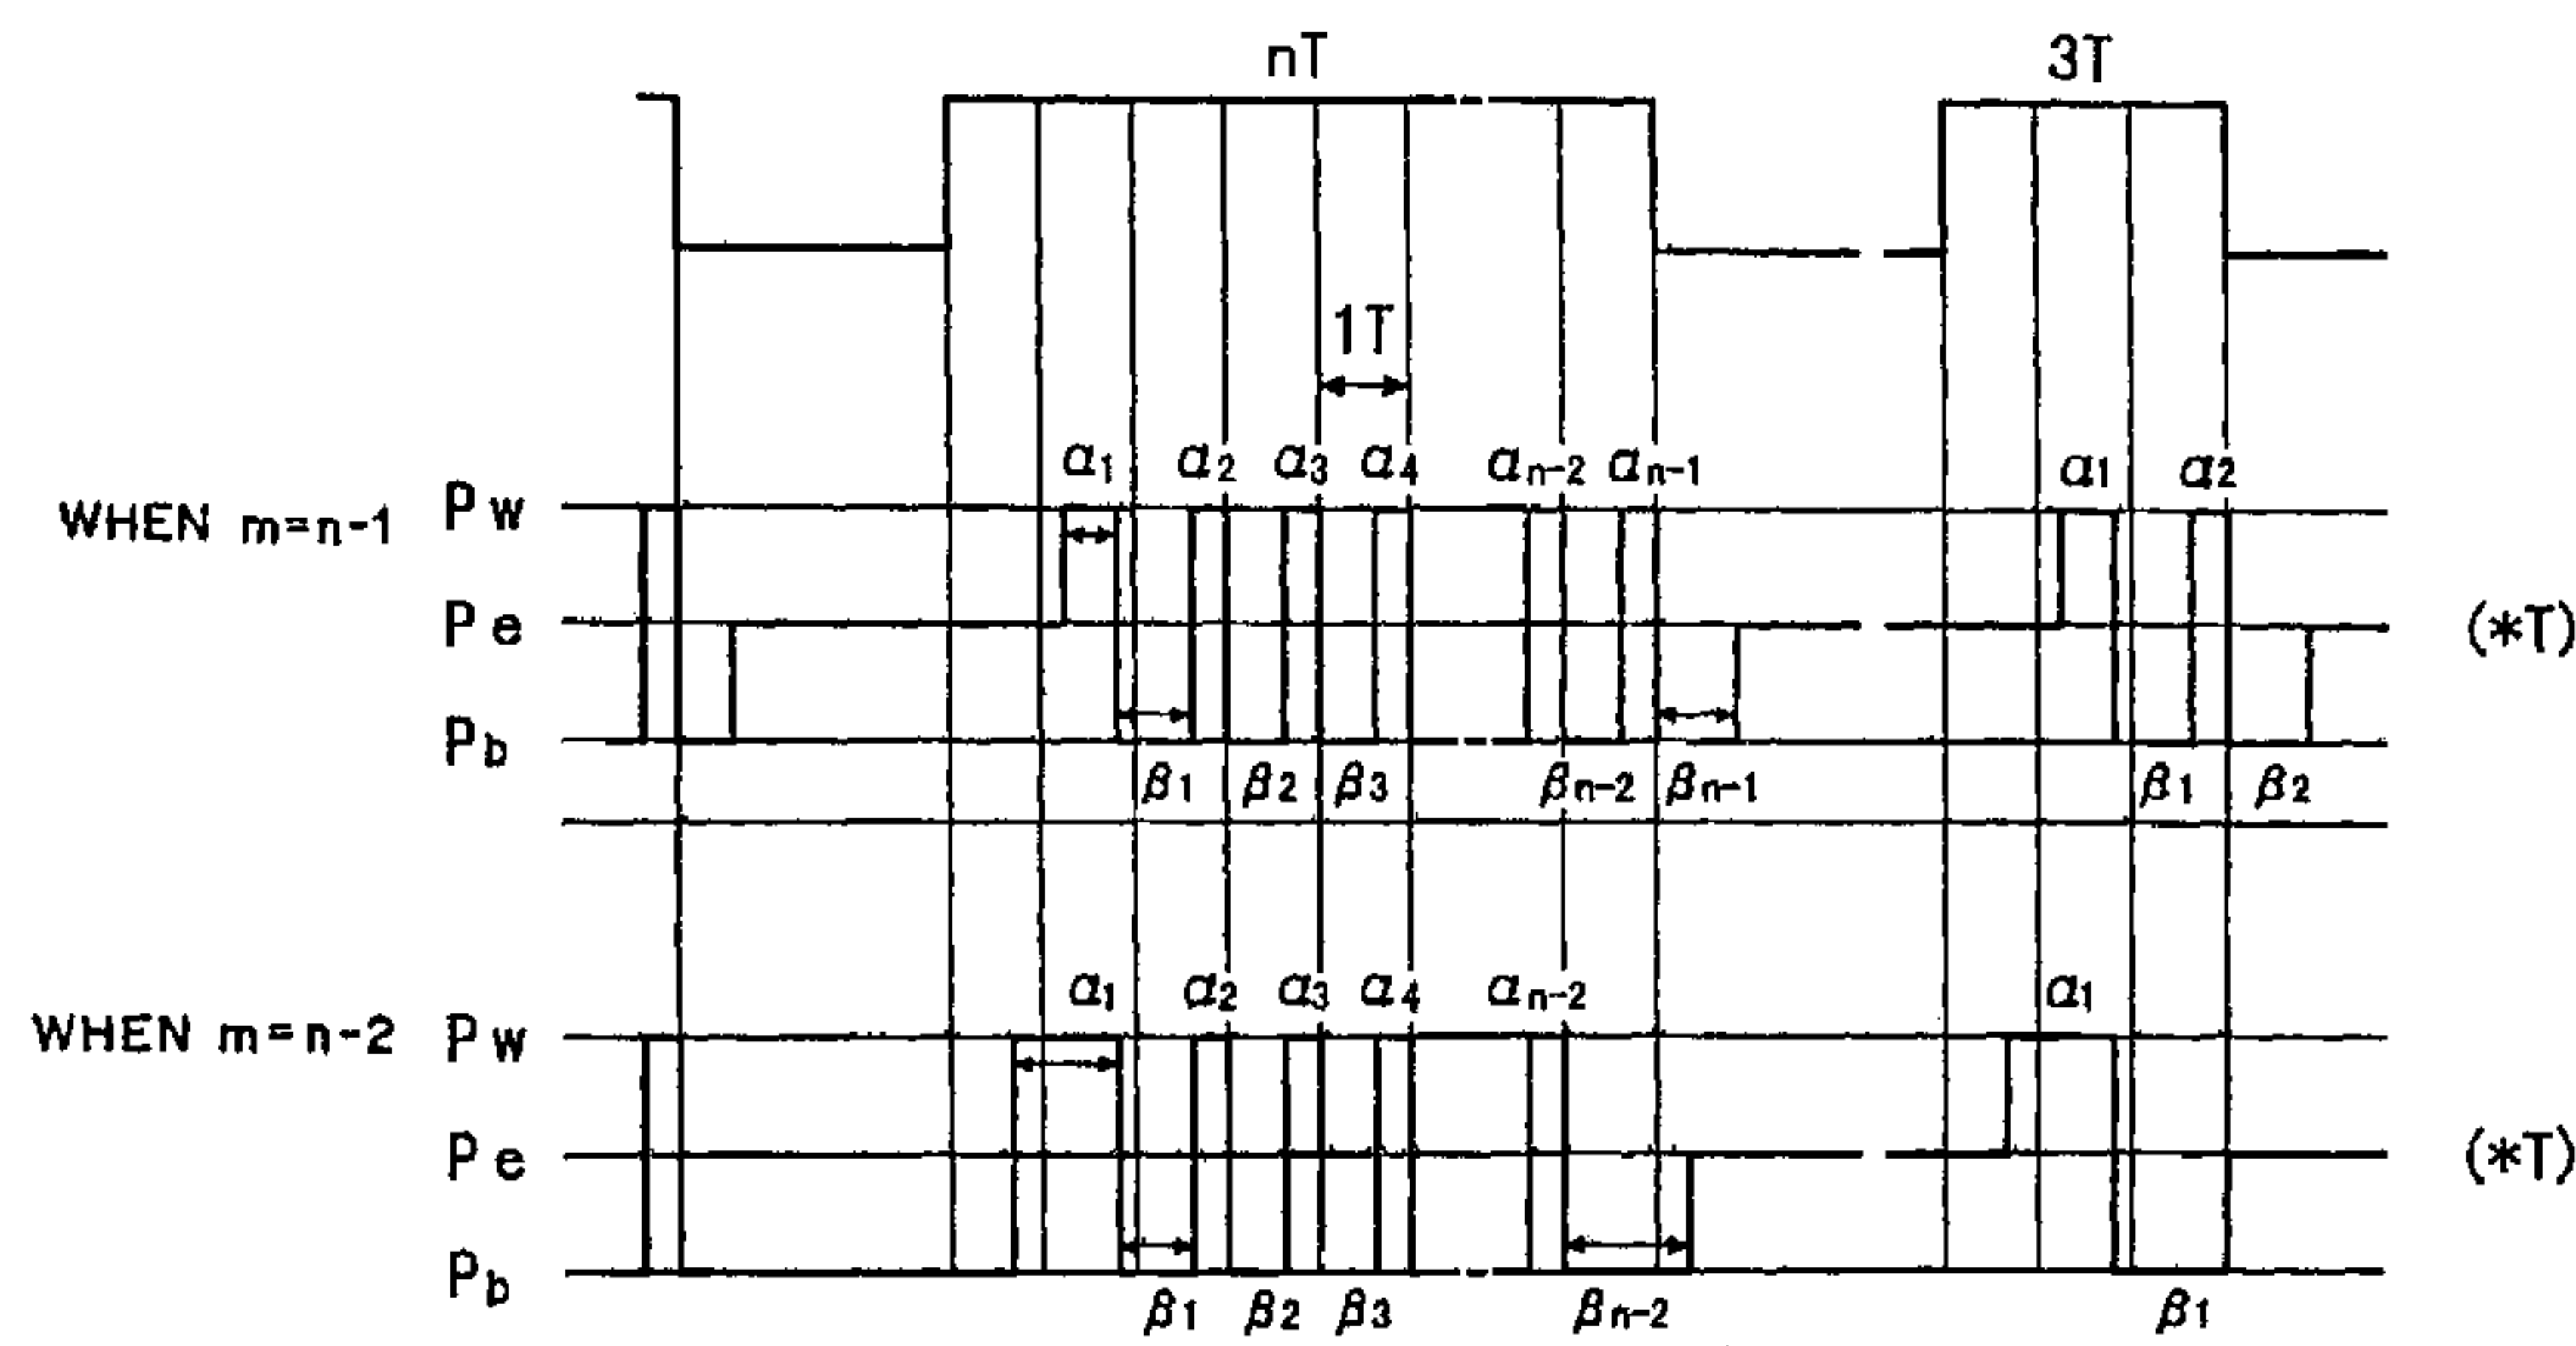 nT 3T
1T
α1 α2 α3 α4 αn-2 αn-1 α1 α2
WHEN m=n-1 Pw
Pe (*T)
Pb
β1 β2 β3 βn-2 βn-1 β1 β2
α1 α2 α3 α4 αn-2 α1
WHEN m=n-2 Pw
Pe (*T)
Pb
β1 β2 β3 βn-2 β1